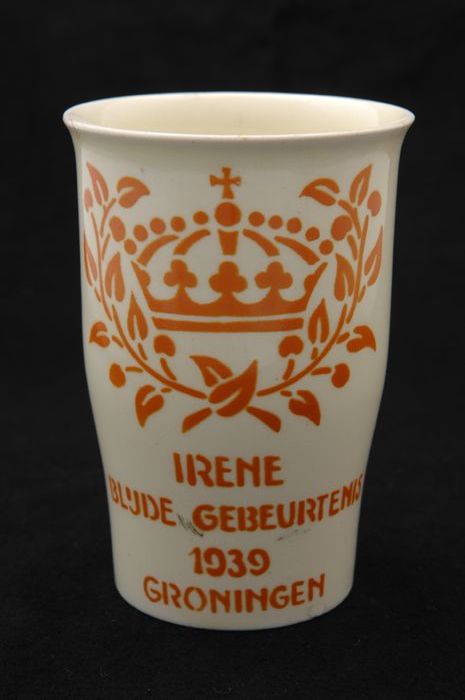 IRENE
BLIJDE GEBEURTENIS
1939
GRONINGEN